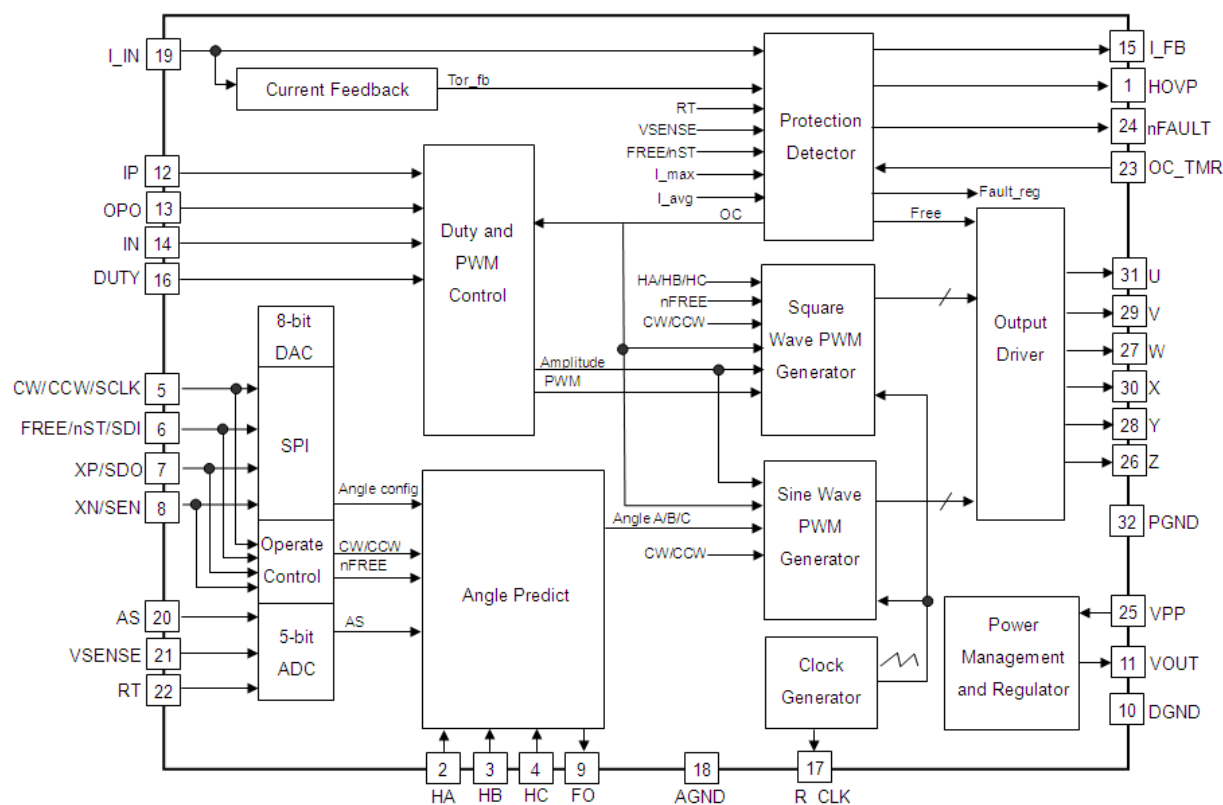 I_IN
19
Current Feedback
Tor_fb
RT
VSENSE
FREE/nST
I_max
I_avg
OC
Protection
Detector
Fault_reg
Free
15
I_FB
1
HOVP
24
nFAULT
23
OC_TMR
IP
12
OPO
13
IN
14
DUTY
16
Duty and
PWM
Control
Amplitude
PWM
HA/HB/HC
nFREE
CW/CCW
Square
Wave PWM
Generator
Output
Driver
31
U
29
V
27
W
30
X
28
Y
26
Z
32
PGND
8-bit
DAC
SPI
Operate
Control
5-bit
ADC
CW/CCW/SCLK
5
FREE/nST/SDI
6
XP/SDO
7
XN/SEN
8
AS
20
VSENSE
21
RT
22
Angle config
CW/CCW
nFREE
AS
Angle Predict
Angle A/B/C
CW/CCW
Sine Wave
PWM
Generator
Clock
Generator
Power
Management
and Regulator
25
VPP
11
VOUT
10
DGND
2
HA
3
HB
4
HC
9
FO
18
AGND
17
R_CLK